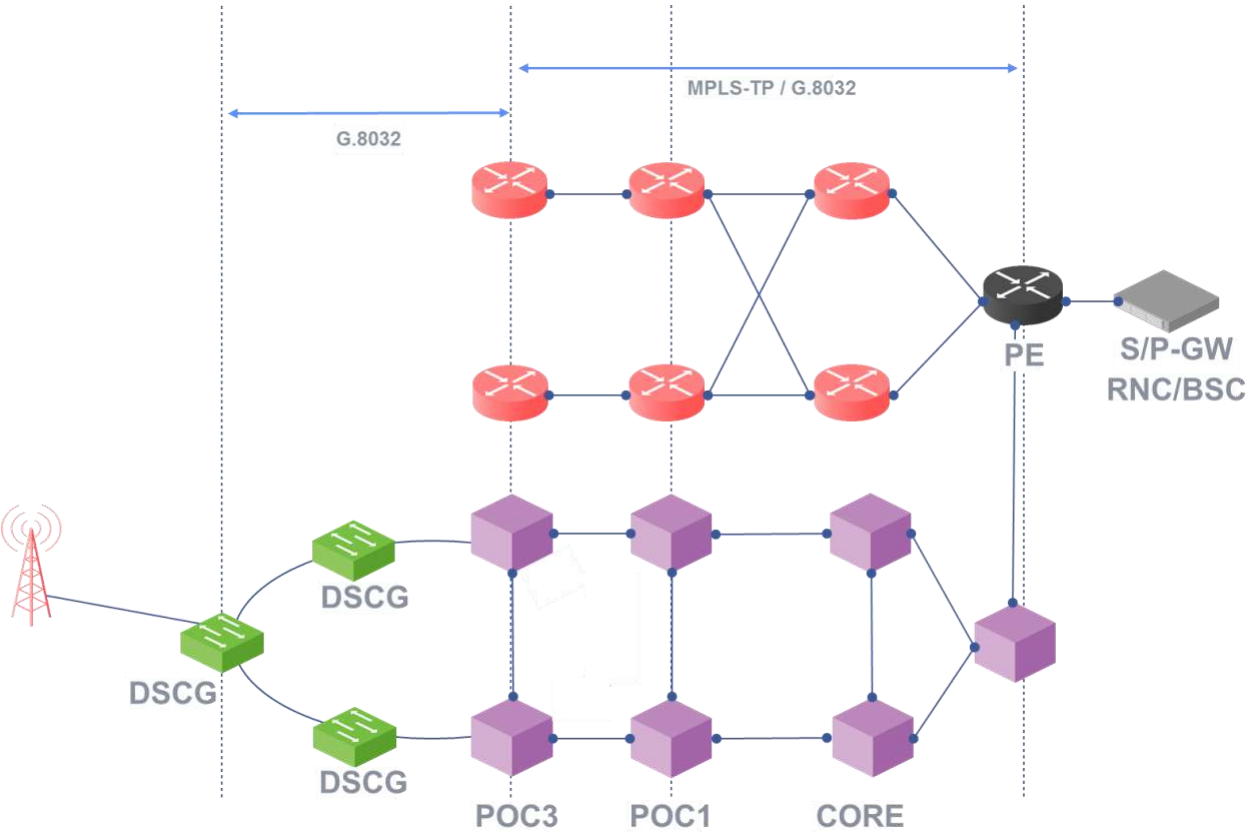 MPLS-TP / G.8032
G.8032
PE
S/P-GW
RNC/BSC
DSCG
DSCG
DSCG
POC3
POC1
CORE